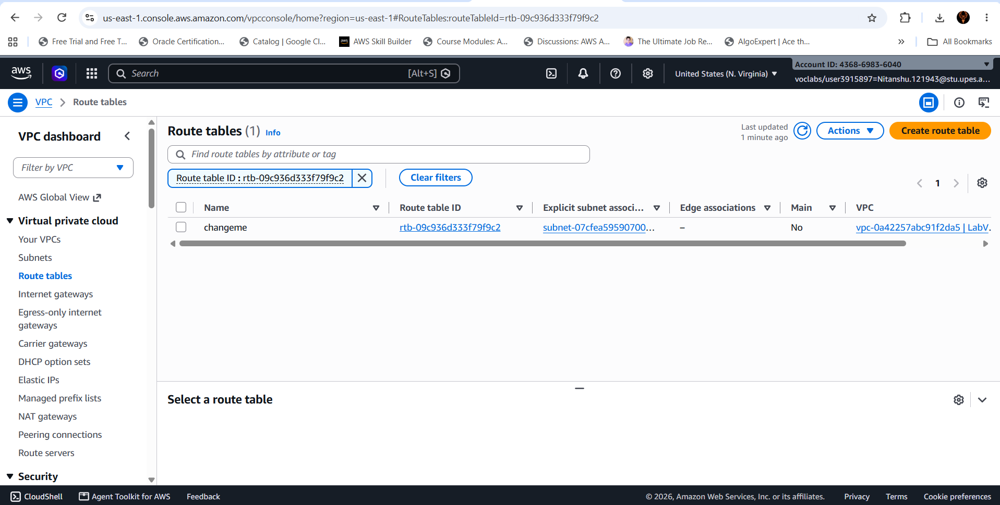 us-east-1.console.aws.amazon.com/vpcconsole/home?region=us-east-1#RouteTables:routeTableId=rtb-09c936d333f79f9c2
Free Trial and Free T... Oracle Certification... Catalog | Google Cl... AWS Skill Builder Course Modules: A... Discussions: AWS A... The Ultimate Job Re... AlgoExpert | Ace th... » All Bookmarks
aws Search [Alt+S] United States (N. Virginia) Account ID: 4368-6983-6040
voclabs/user3915897=Nitanshu.121943@stu.upes.a...
VPC Route tables
VPC dashboard
Filter by VPC
AWS Global View
Virtual private cloud
Your VPCs
Subnets
Route tables
Internet gateways
Egress-only internet
gateways
Carrier gateways
DHCP option sets
Elastic IPs
Managed prefix lists
NAT gateways
Peering connections
Route servers
Security
Route tables (1) Info
Last updated
1 minute ago
Actions
Create route table
Find route tables by attribute or tag
Route table ID : rtb-09c936d333f79f9c2
Clear filters
1
Name Route table ID Explicit subnet associ... Edge associations Main VPC
changeme rtb-09c936d333f79f9c2 subnet-07cfea59590700... – No vpc-0a42257abc91f2da5 | LabV.
Select a route table
CloudShell Agent Toolkit for AWS Feedback © 2026, Amazon Web Services, Inc. or its affiliates. Privacy Terms Cookie preferences